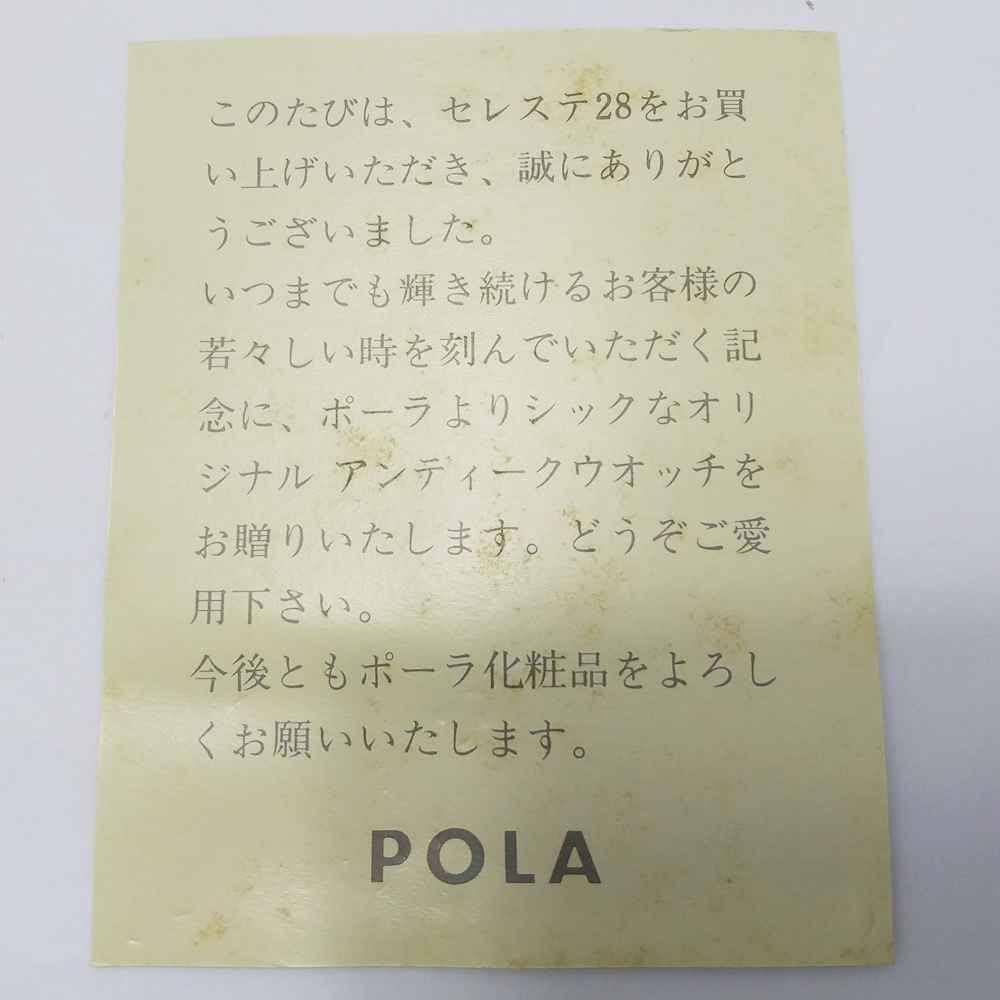 このたびは、セレステ28をお買
い上げいただき、誠にありがと
うございました。
いつまでも輝き続けるお客様の
若々しい時を刻んでいただく記
念に、ポーラよりシックなオリ
ジナル アンティークウオッチを
お贈りいたします。どうぞご愛
用下さい。
今後ともポーラ化粧品をよろし
くお願いいたします。
POLA